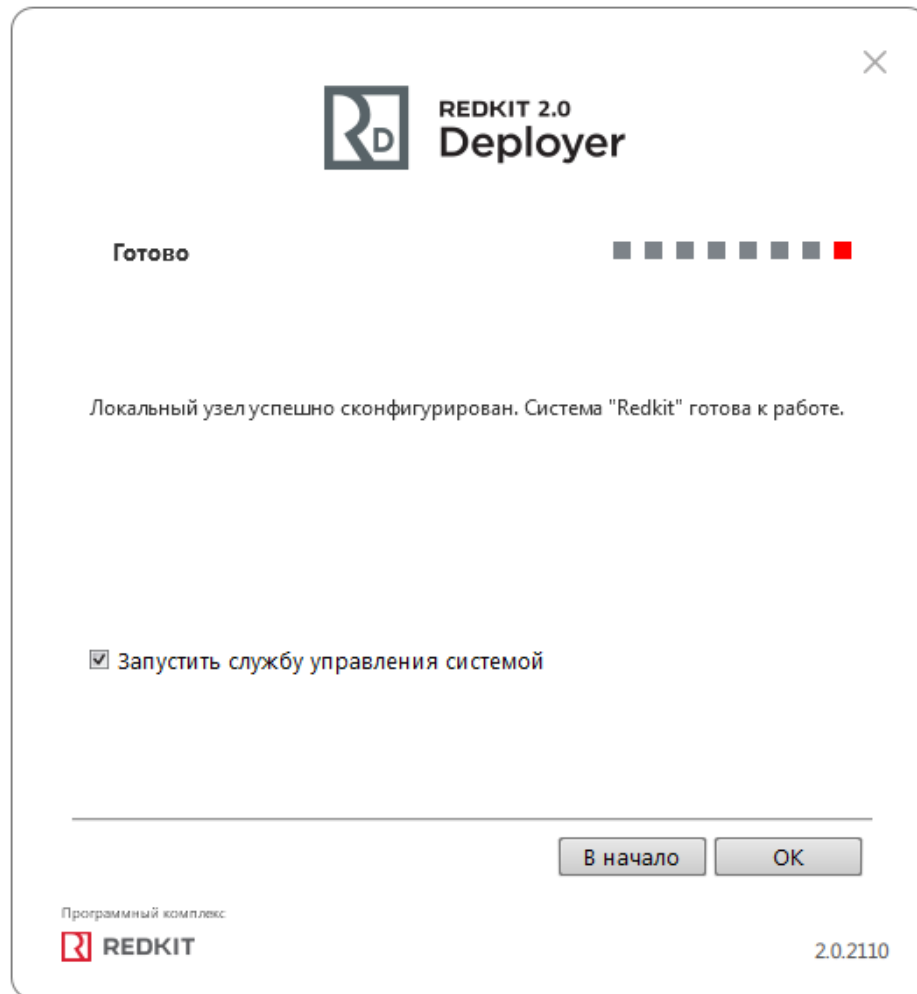 REDKIT 2.0
Deployer
Готово
Локальный узел успешно сконфигурирован. Система "Redkit" готова к работе.
Запустить службу управления системой
В начало
OK
Программный комплекс
REDKIT
2.0.2110